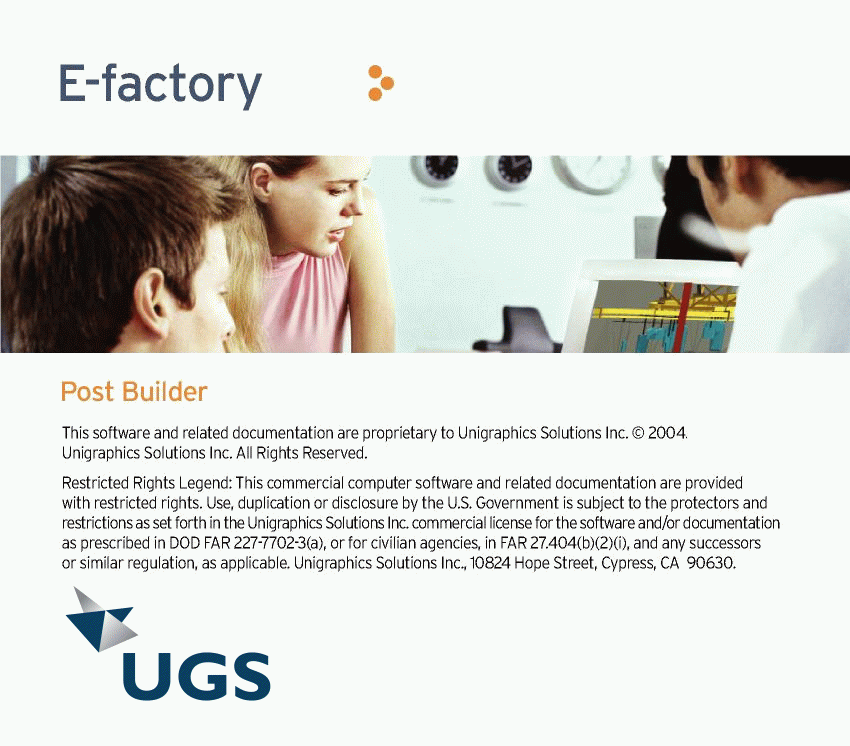 E-factory
Post Builder
This software and related documentation are proprietary to Unigraphics Solutions Inc. © 2004.
Unigraphics Solutions Inc. All Rights Reserved.
Restricted Rights Legend: This commercial computer software and related documentation are provided
with restricted rights. Use, duplication or disclosure by the U.S. Government is subject to the protectors and
restrictions as set forth in the Unigraphics Solutions Inc. commercial license for the software and/or documentation
as prescribed in DOD FAR 227-7702-3(a), or for civilian agencies, in FAR 27.404(b)(2)(i), and any successors
or similar regulation, as applicable. Unigraphics Solutions Inc., 10824 Hope Street, Cypress, CA 90630.
UGS